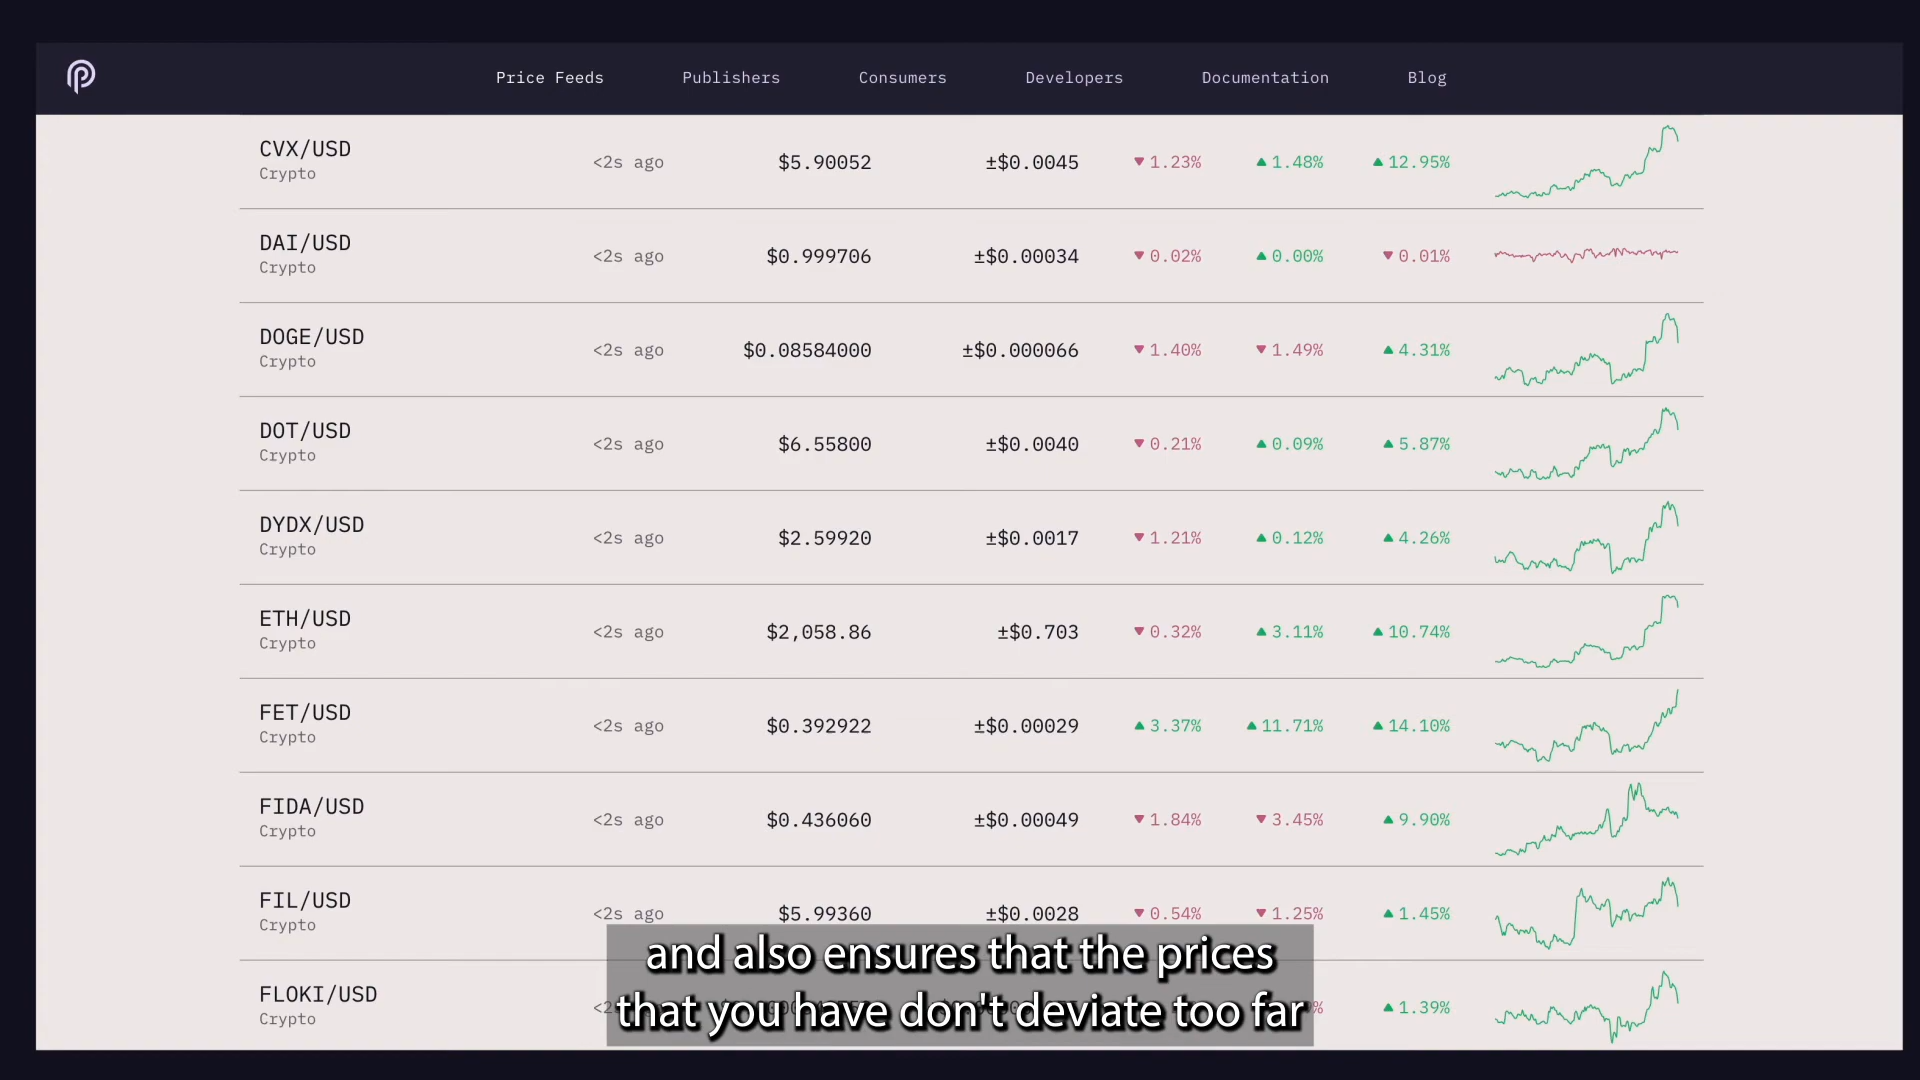 Price Feeds Publishers Consumers Developers Documentation Blog
CVX/USD <2s ago $5.90052 ±$0.0045 ▼ 1.23% ▲ 1.48% ▲ 12.95%
Crypto
DAI/USD <2s ago $0.999706 ±$0.00034 ▼ 0.02% ▲ 0.00% ▼ 0.01%
Crypto
DOGE/USD <2s ago $0.08584000 ±$0.000066 ▼ 1.40% ▼ 1.49% ▲ 4.31%
Crypto
DOT/USD <2s ago $6.55800 ±$0.0040 ▼ 0.21% ▲ 0.09% ▲ 5.87%
Crypto
DYDX/USD <2s ago $2.59920 ±$0.0017 ▼ 1.21% ▲ 0.12% ▲ 4.26%
Crypto
ETH/USD <2s ago $2,058.86 ±$0.703 ▼ 0.32% ▲ 3.11% ▲ 10.74%
Crypto
FET/USD <2s ago $0.392922 ±$0.00029 ▲ 3.37% ▲ 11.71% ▲ 14.10%
Crypto
FIDA/USD <2s ago $0.436060 ±$0.00049 ▼ 1.84% ▼ 3.45% ▲ 9.90%
Crypto
FIL/USD <2s ago $5.99360 ±$0.0028 ▼ 0.54% ▼ 1.25% ▲ 1.45%
Crypto
FLOKI/USD ▲ 1.39%
Crypto
and also ensures that the prices
that you have don't deviate too far